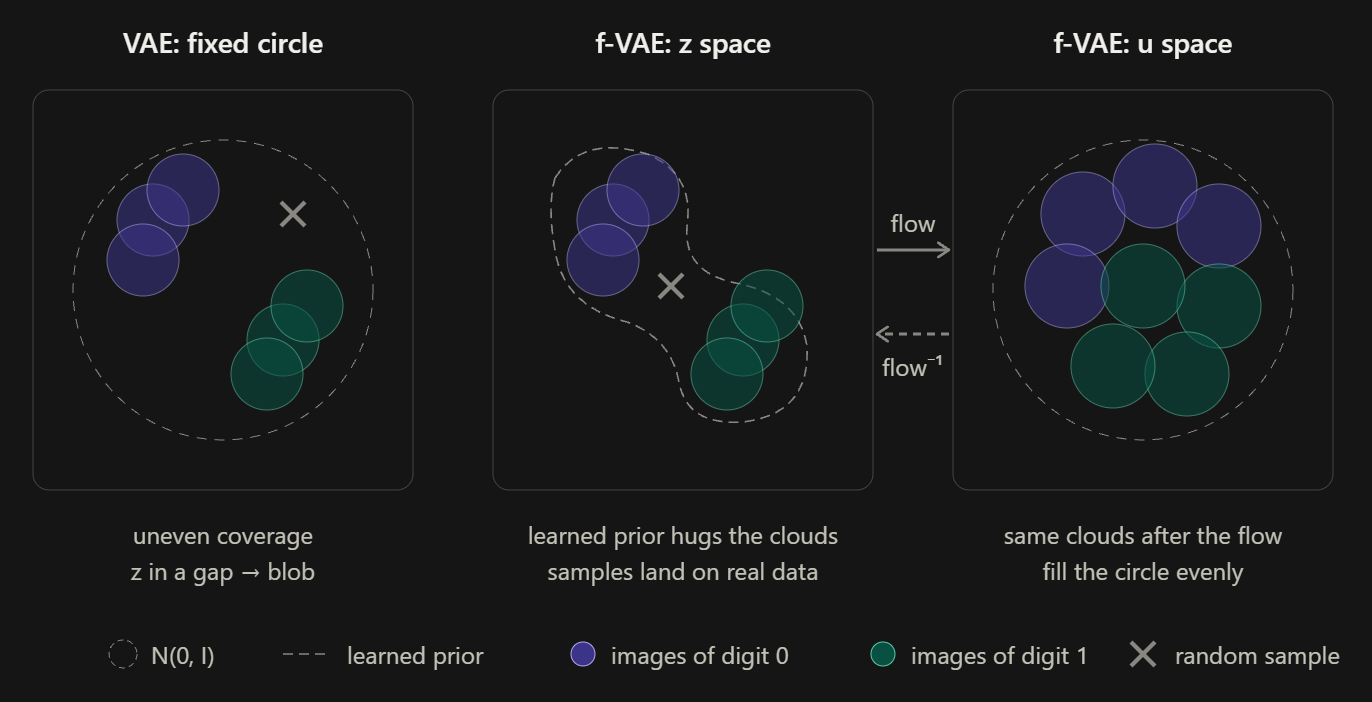 VAE: fixed circle
f-VAE: z space
f-VAE: u space
flow
flow⁻¹
uneven coverage
z in a gap → blob
learned prior hugs the clouds
samples land on real data
same clouds after the flow
fill the circle evenly
N(0, I)
learned prior
images of digit 0
images of digit 1
random sample